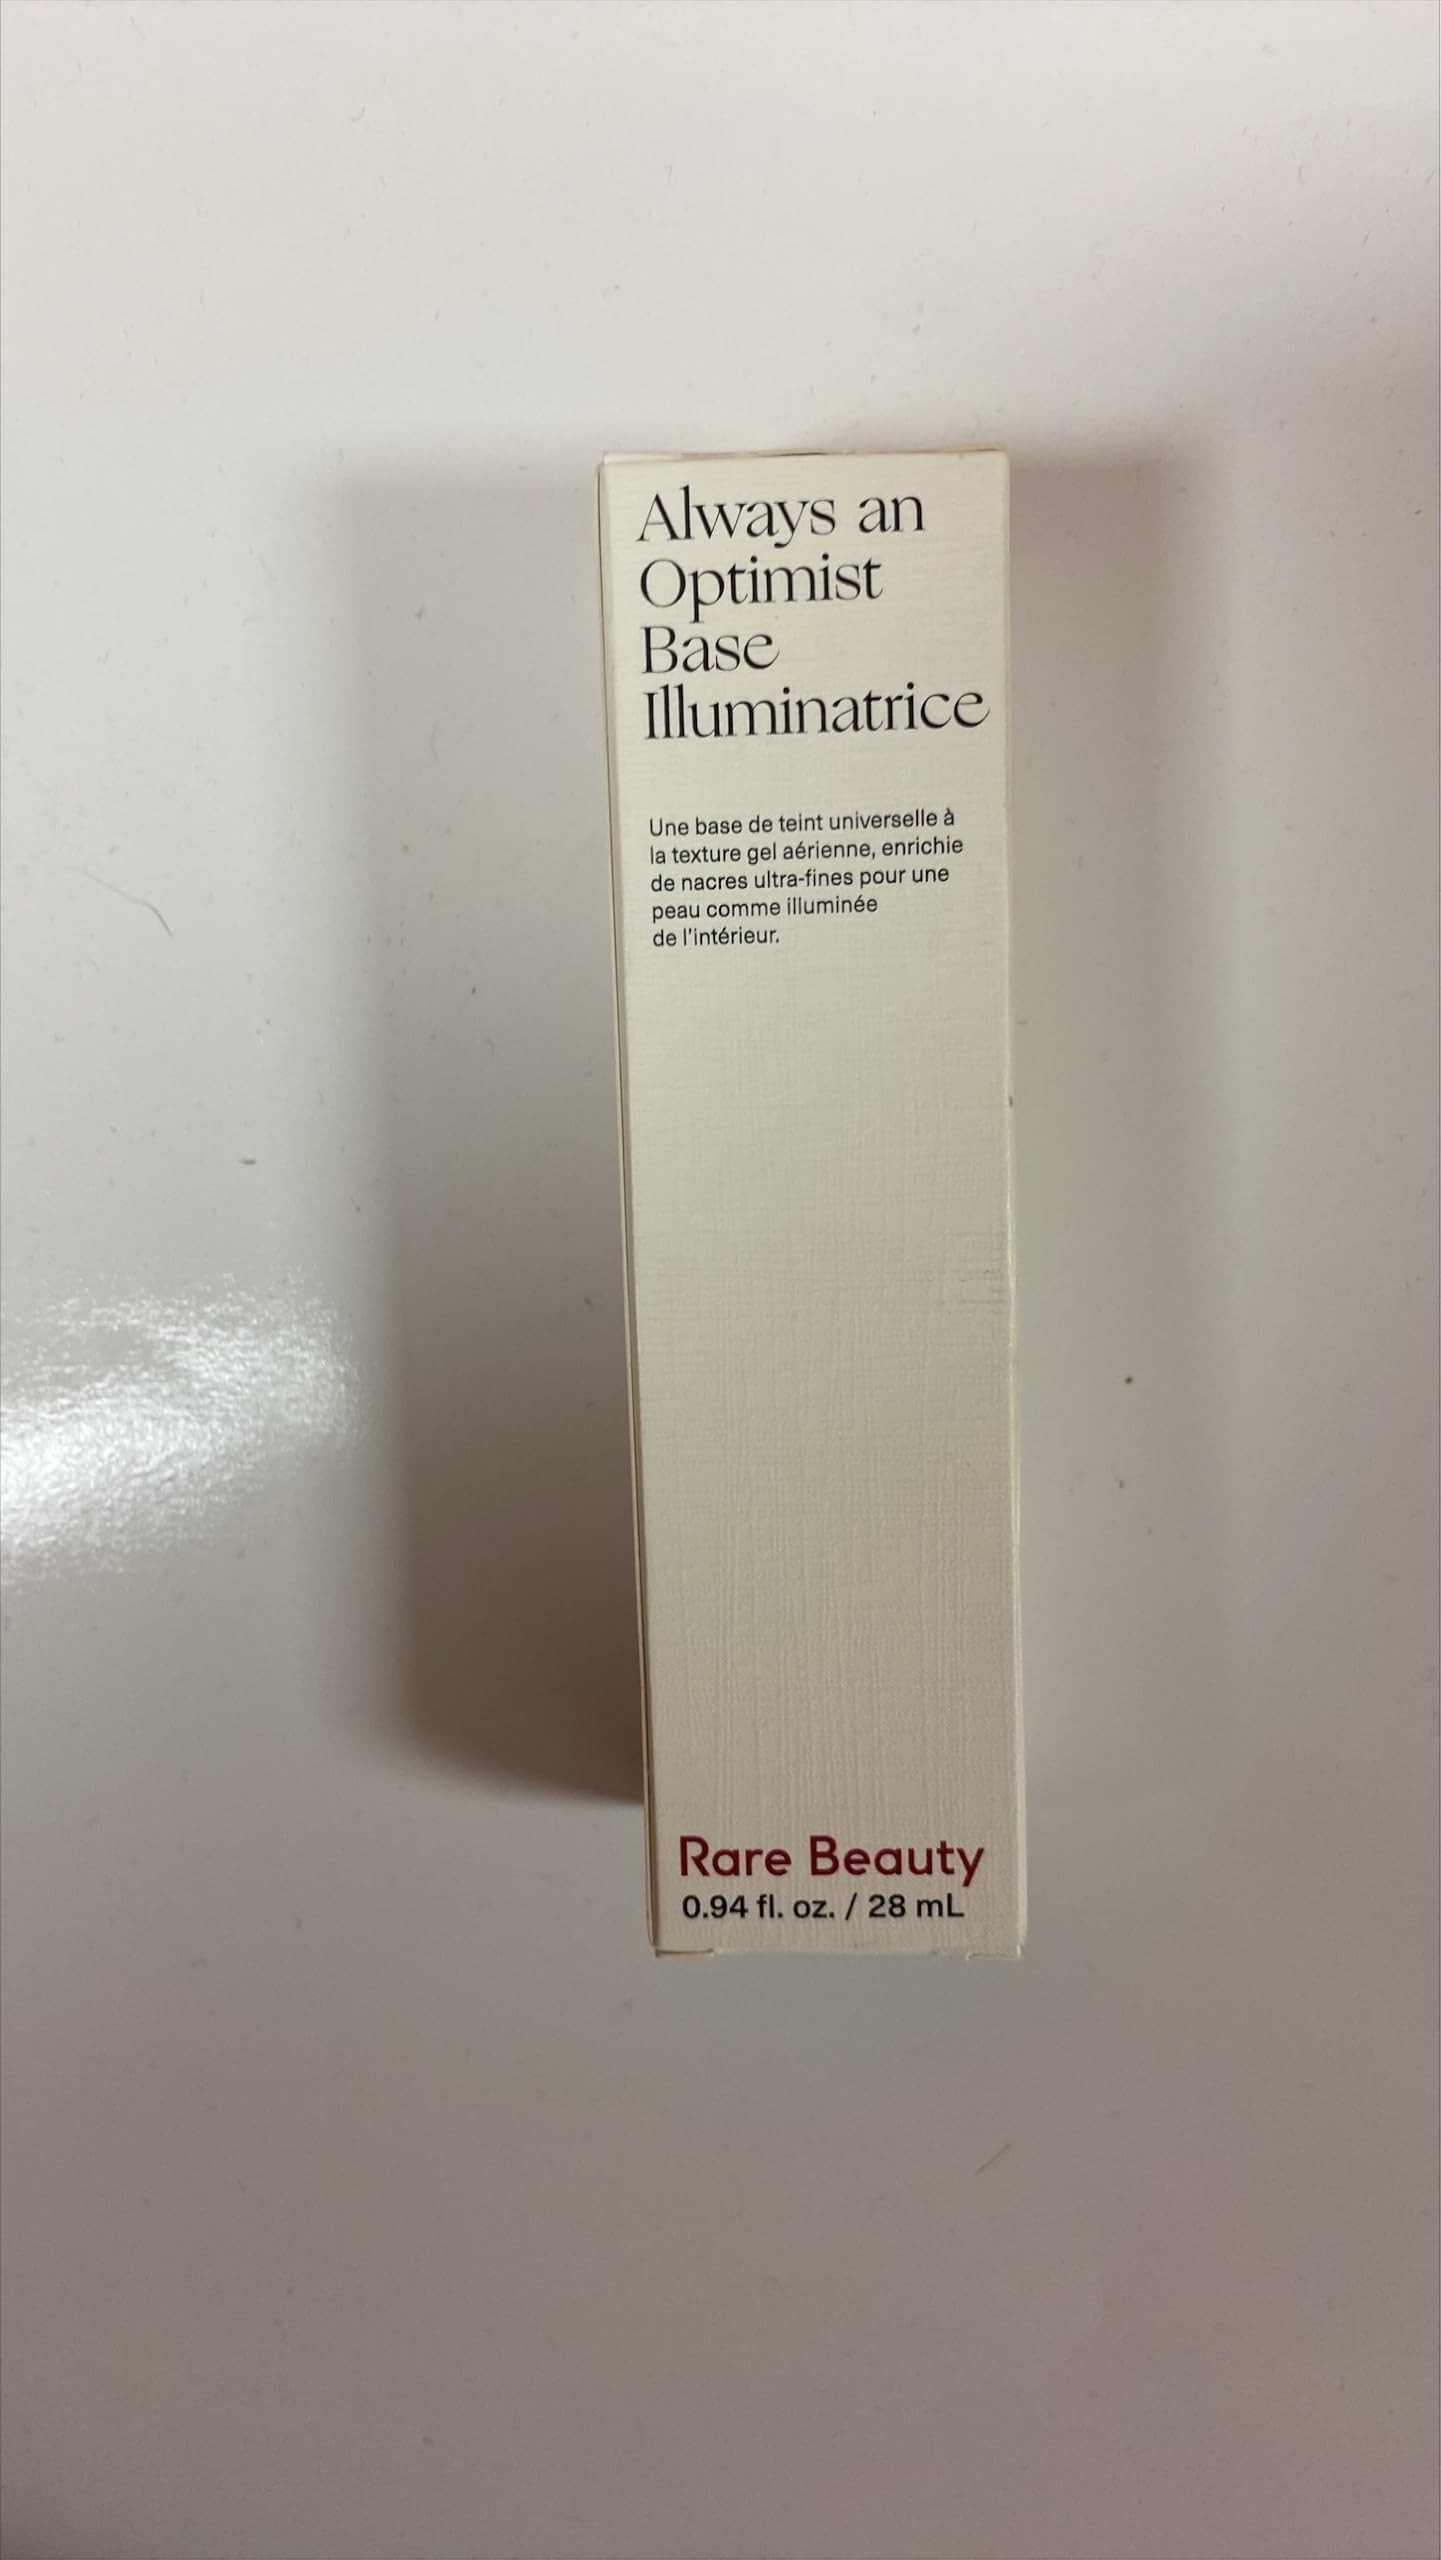 Always an
Optimist
Base
Illuminatrice
Une base de teint universelle à
la texture gel aérienne, enrichie
de nacres ultra-fines pour une
peau comme illuminée
de l'intérieur.
Rare Beauty
0.94 fl. oz. / 28 mL